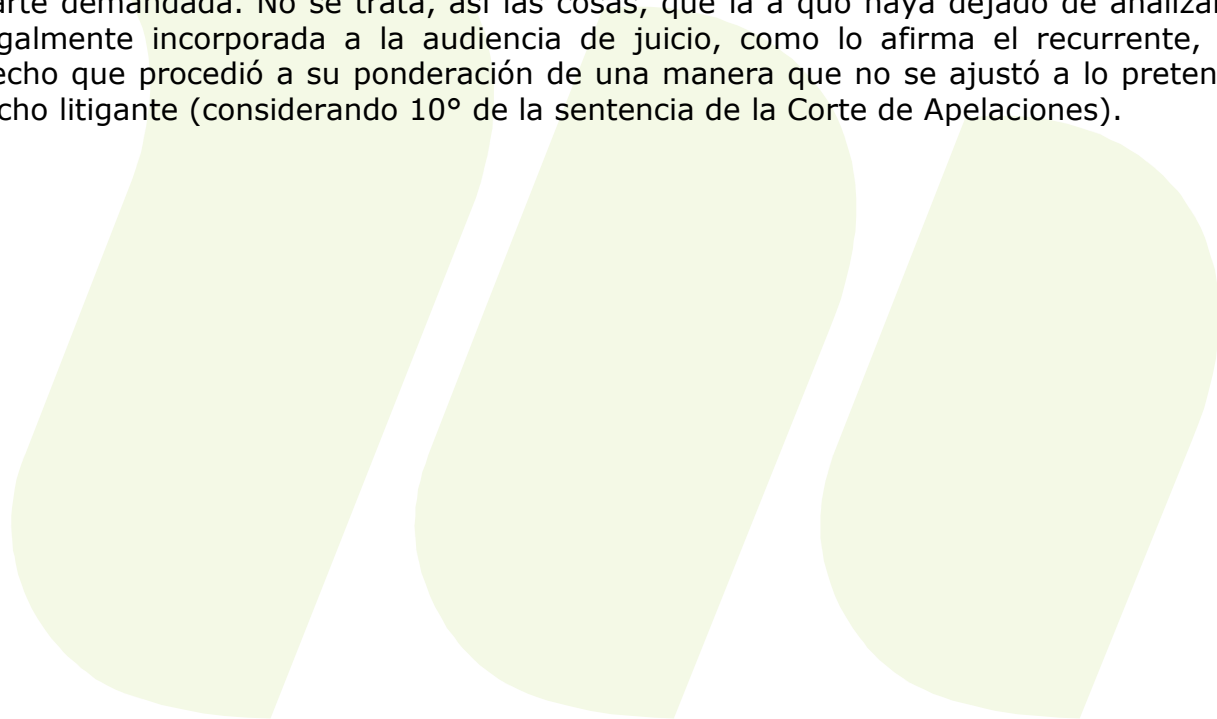 arte demandada. No se trata, así las cosas, que la a quo haya dejado de analizar
galmente incorporada a la audiencia de juicio, como lo afirma el recurrente,
echo que procedió a su ponderación de una manera que no se ajustó a lo preten
cho litigante (considerando 10° de la sentencia de la Corte de Apelaciones).